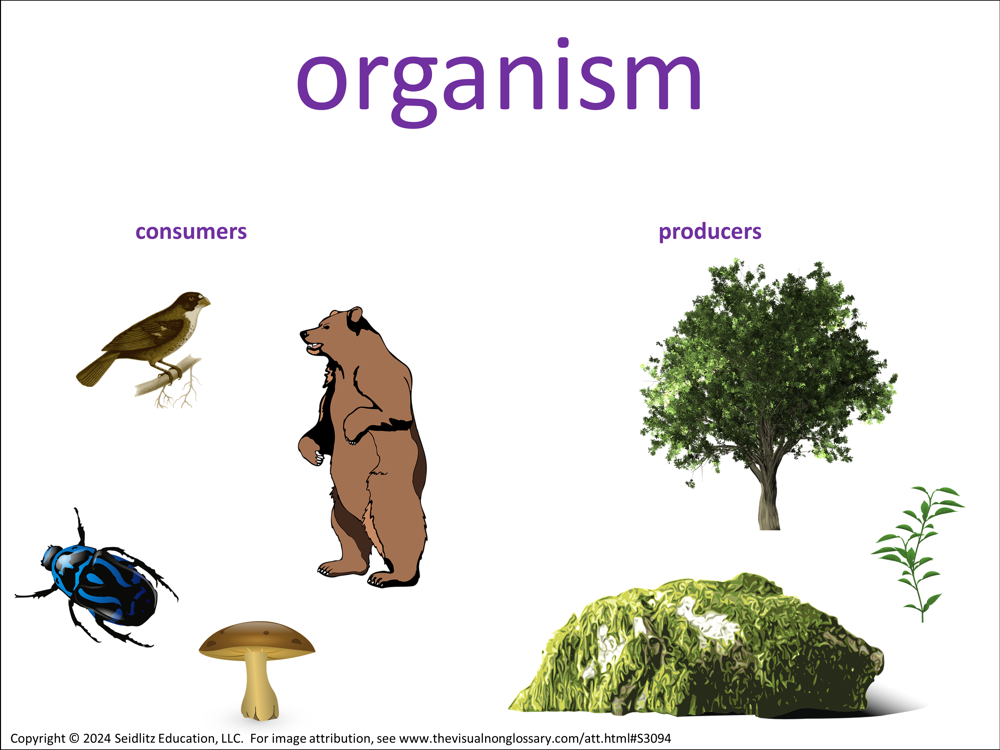 organism
consumers
producers
Copyright © 2024 Seidlitz Education, LLC.  For image attribution, see www.thevisualnonglossary.com/att.html#S3094